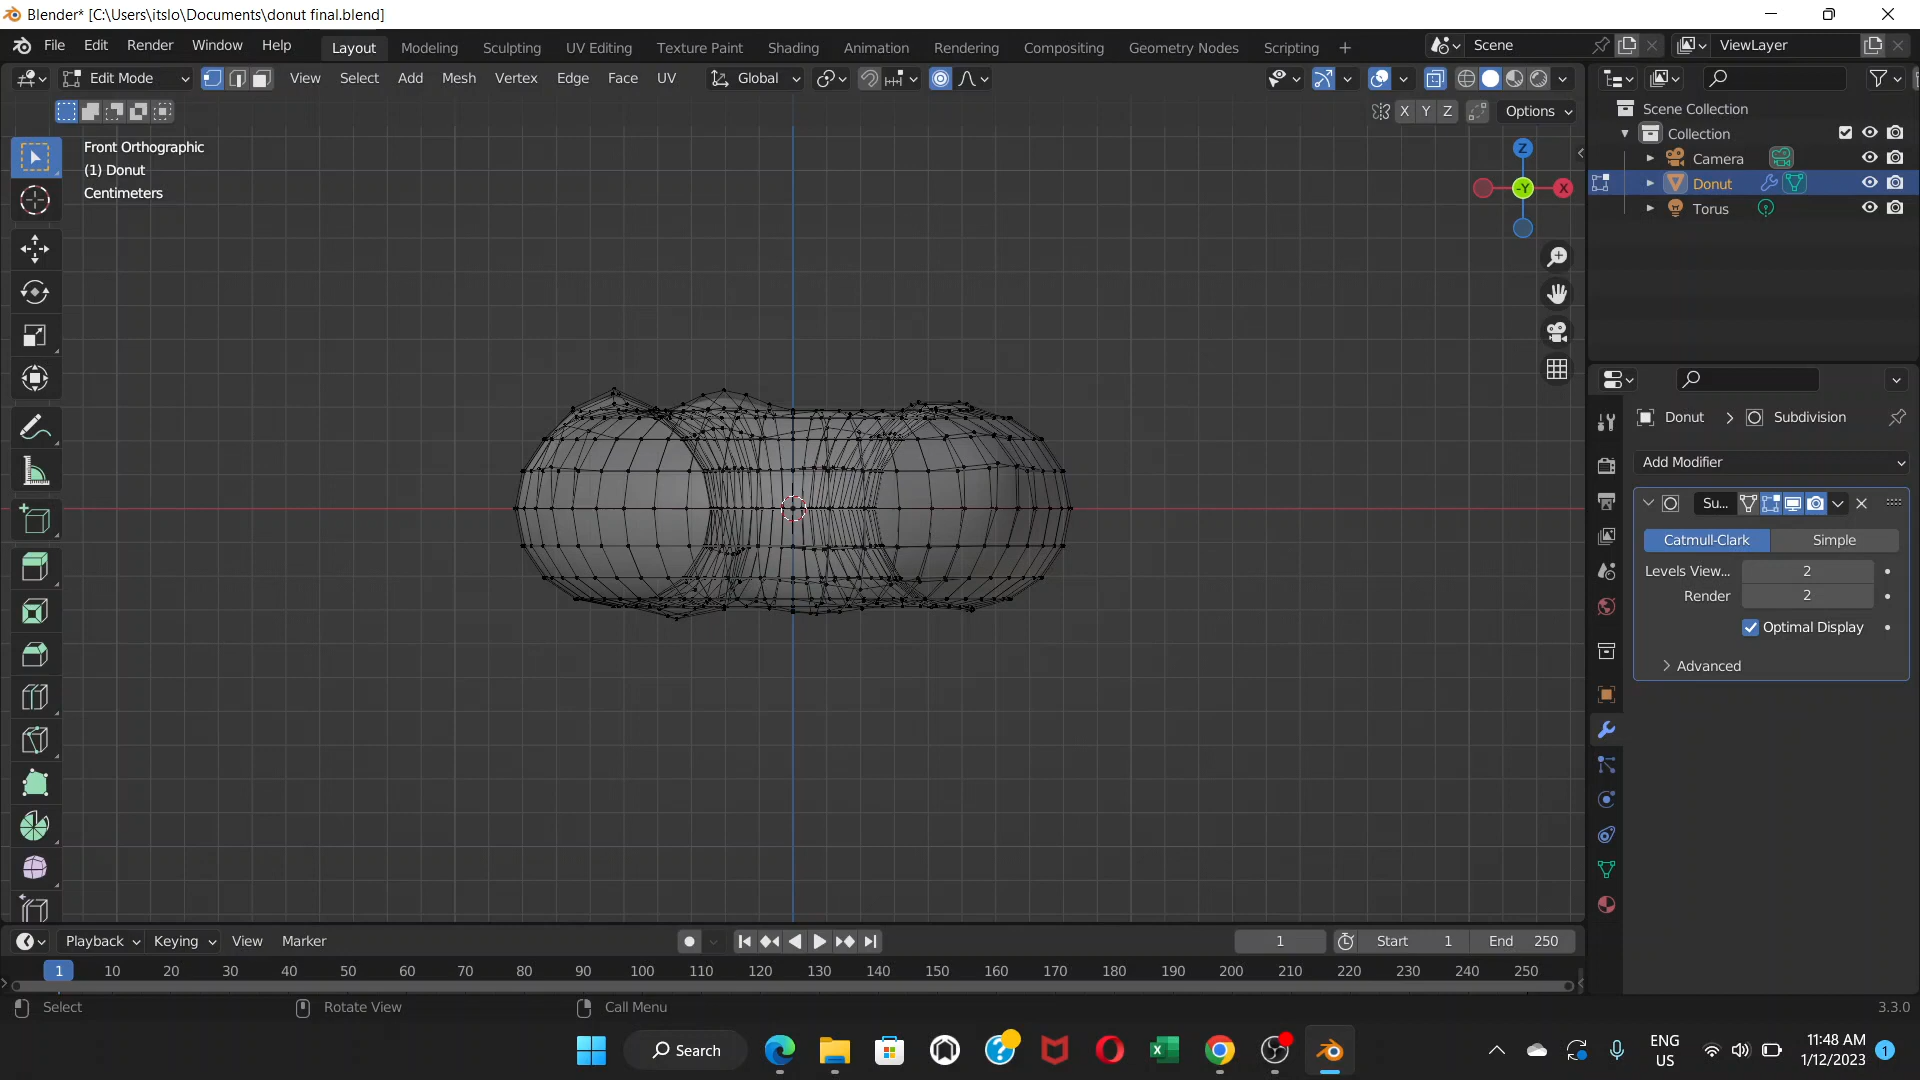 Blender* [C:\Users\itslo\Documents\donut final.blend]
File Edit Render Window Help Layout Modeling Sculpting UV Editing Texture Paint Shading Animation Rendering Compositing Geometry Nodes Scripting + Scene ViewLayer
Edit Mode View Select Add Mesh Vertex Edge Face UV Global
X Y Z Options
Front Orthographic
(1) Donut
Centimeters
Z
-Y X
Scene Collection
Collection
Camera
Donut
Torus
Donut > Subdivision
Add Modifier
Su...
Catmull-Clark Simple
Levels View... 2
Render 2
Optimal Display
Advanced
Playback Keying View Marker 1 Start 1 End 250
1 10 20 30 40 50 60 70 80 90 100 110 120 130 140 150 160 170 180 190 200 210 220 230 240 250
Select Rotate View Call Menu 3.3.0
Search
ENG
US
11:48 AM
1/12/2023
1